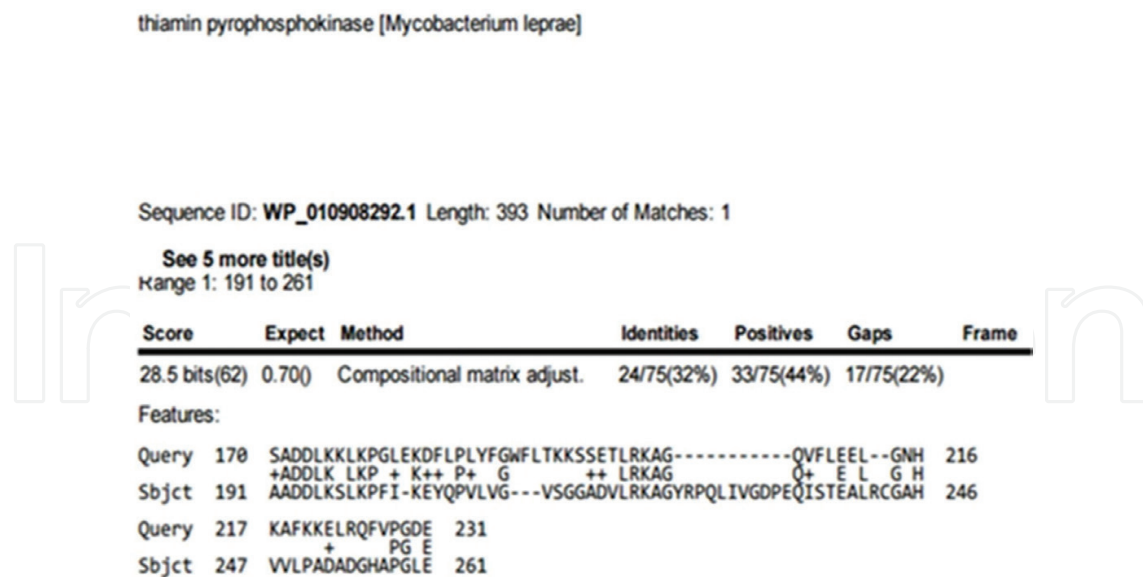 thiamin pyrophosphokinase [Mycobacterium leprae]
Sequence ID: WP_010908292.1 Length: 393 Number of Matches: 1
See 5 more title(s)
Range 1: 191 to 261
Score Expect Method Identities Positives Gaps Frame
28.5 bits(62) 0.70() Compositional matrix adjust. 24/75(32%) 33/75(44%) 17/75(22%)
Features:
Query 170 SADDLKKLKPGLEKDFLPLYFGWFLTKKSSETLRKAG-----------QVFLEEL--GNH 216
+ADDLK LKP + K++ P+ G ++ LRKAG Q+ E L G H
Sbjct 191 AADDLKSLKPFI-KEYQPVLVG---VSGGADVLRKAGYRPQLIVGDPEQISTEALRCGAH 246
Query 217 KAFKKELRQFVPGDE 231
+ PG E
Sbjct 247 VVLPADADGHAPGLE 261